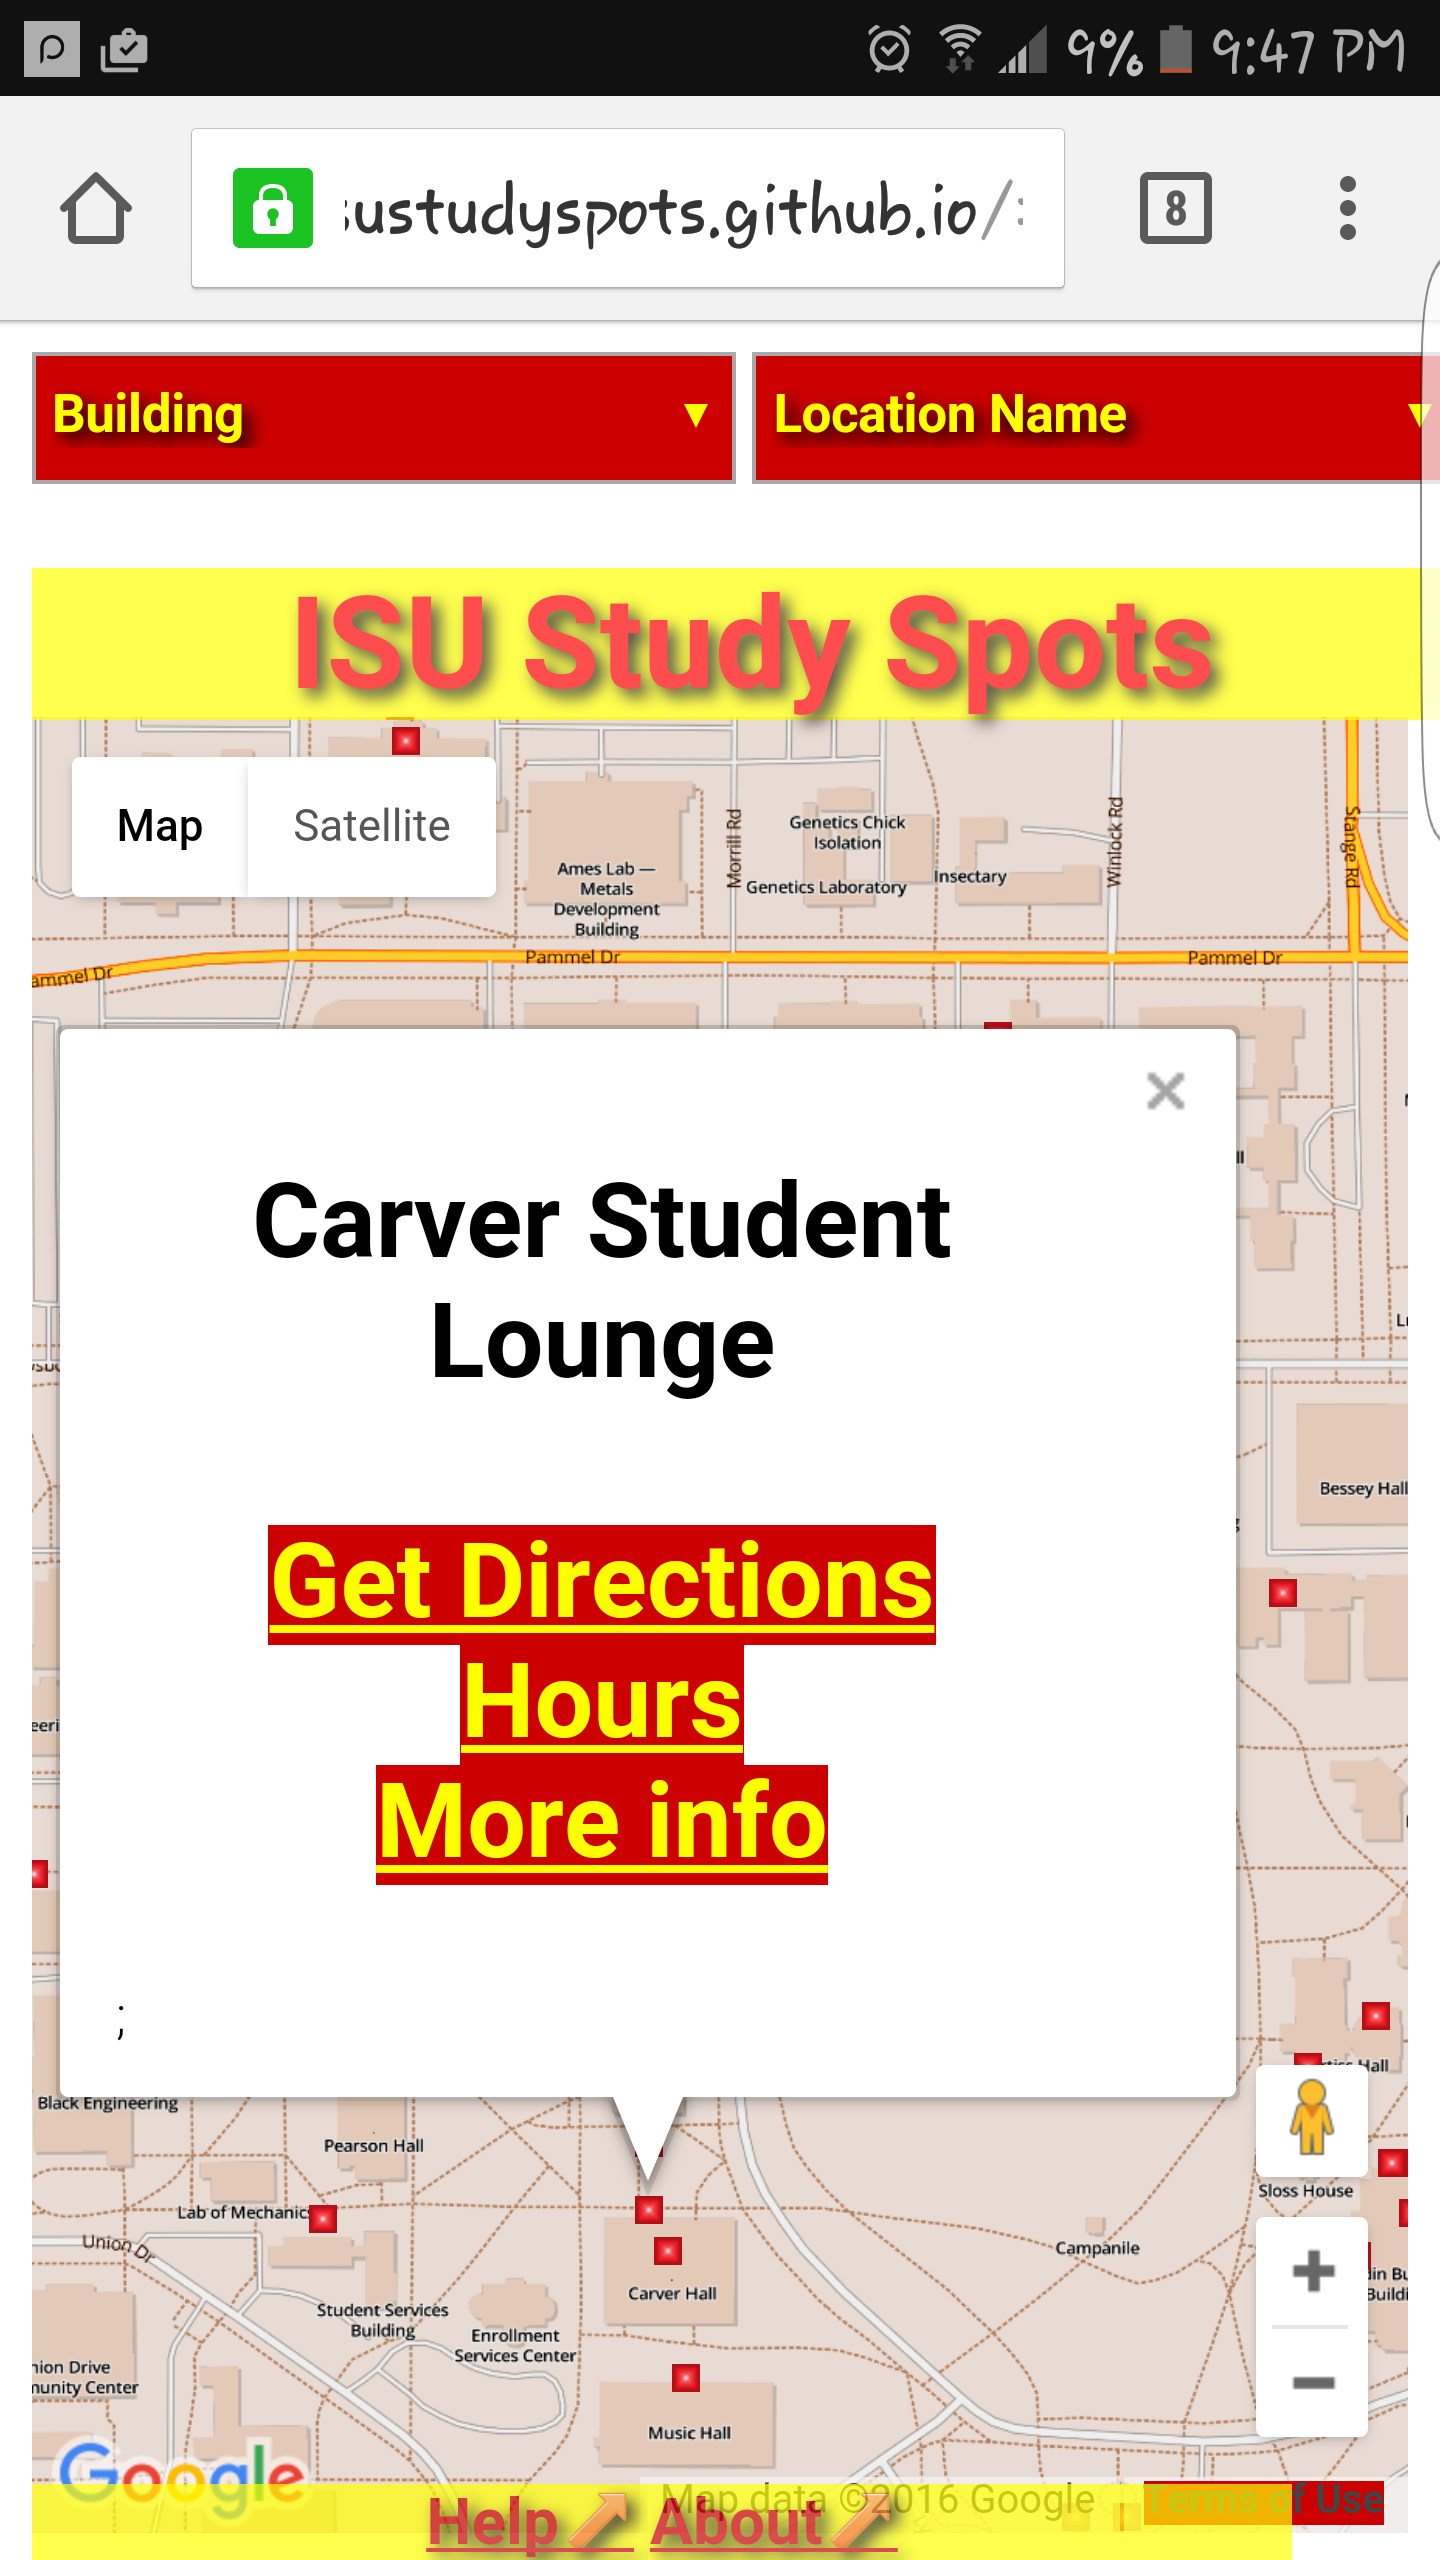 9% 9:47 PM
sustudyspots.github.io/
8
Building ▼ Location Name ▼
ISU Study Spots
Map Satellite
Genetics Chick
Isolation
Morrill Rd
Winlock Rd
Stange Rd
Ames Lab —
Metals
Development
Building
Genetics Laboratory
Insectary
Pammel Dr
Pammel Dr
ammel Dr
Carver Student
Lounge
Get Directions
Hours
More info
;
Bessey Hall
Black Engineering
Pearson Hall
Hall
Sloss House
Lab of Mechanics
Union Dr
Campanile
Carver Hall
Student Services
Building
Enrollment
Services Center
nion Drive
munity Center
Music Hall
Google
Map data ©2016 Google Terms of Use
Help About